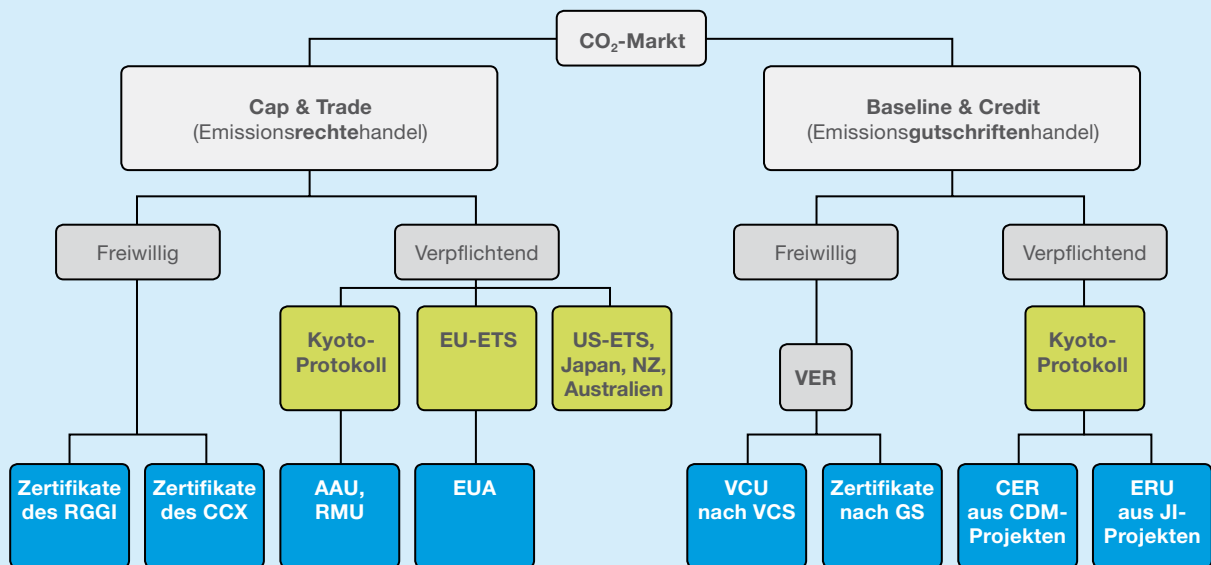 CO₂-Markt
Cap & Trade
(Emissionsrechtehandel)
Baseline & Credit
(Emissionsgutschriftenhandel)
Freiwillig
Verpflichtend
Freiwillig
Verpflichtend
Kyoto-
Protokoll
EU-ETS
US-ETS,
Japan, NZ,
Australien
VER
Kyoto-
Protokoll
Zertifikate
des RGGI
Zertifikate
des CCX
AAU,
RMU
EUA
VCU
nach VCS
Zertifikate
nach GS
CER
aus CDM-
Projekten
ERU
aus JI-
Projekten